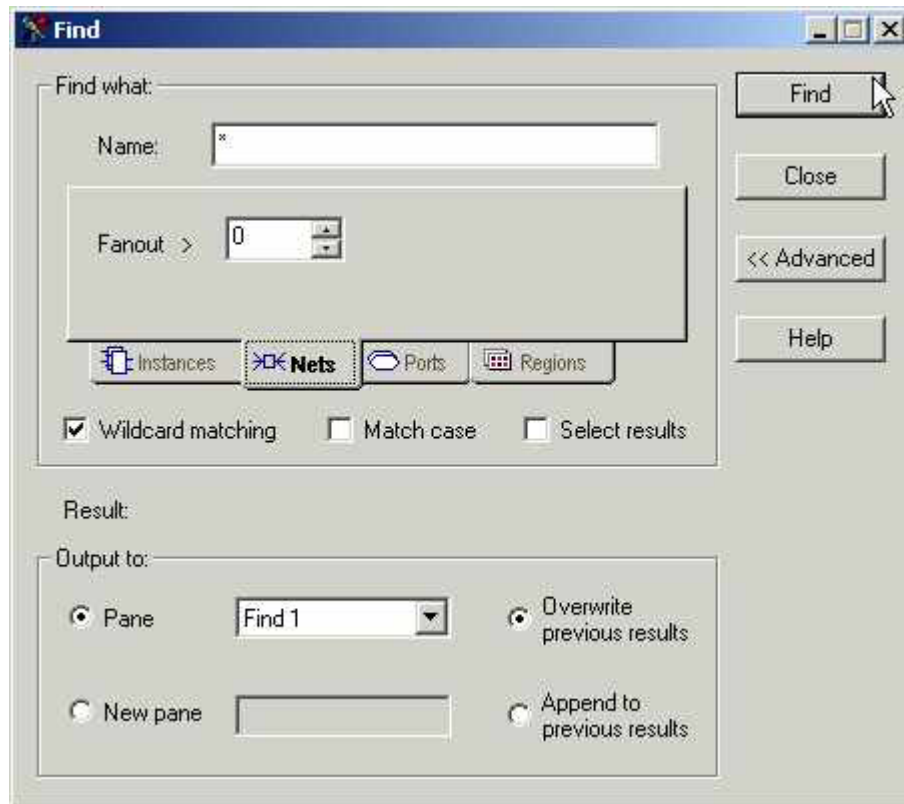 Find
Find what:
Find
Name: *
Close
Fanout > 0
<< Advanced
Help
Instances Nets Ports Regions
Wildcard matching Match case Select results
Result:
Output to:
Pane Find 1 Overwrite
previous results
New pane Append to
previous results